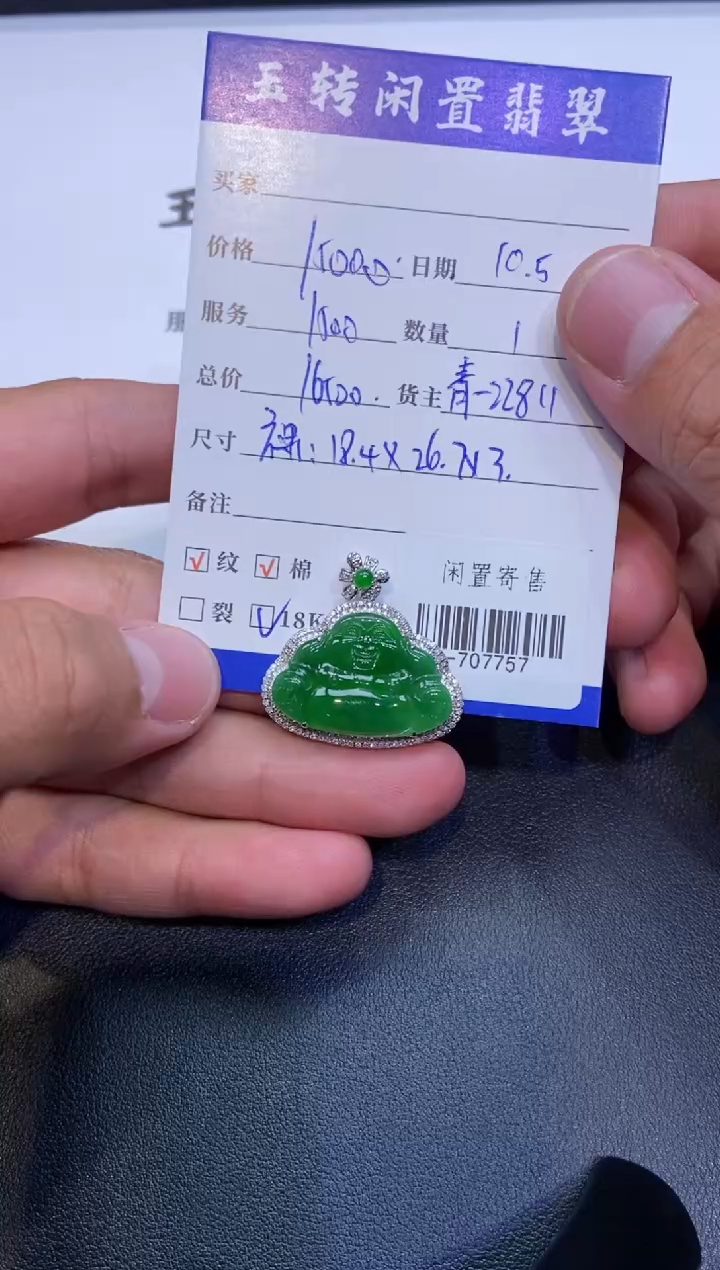 玉转闲置翡翠
买家
价格 15000 日期 10.5
服务 1500 数量 1
总价 16500. 货主 青-22811
尺寸 裸: 18.4X26.7X3.
备注
纹 棉 闲置寄售
裂 18K
-707757